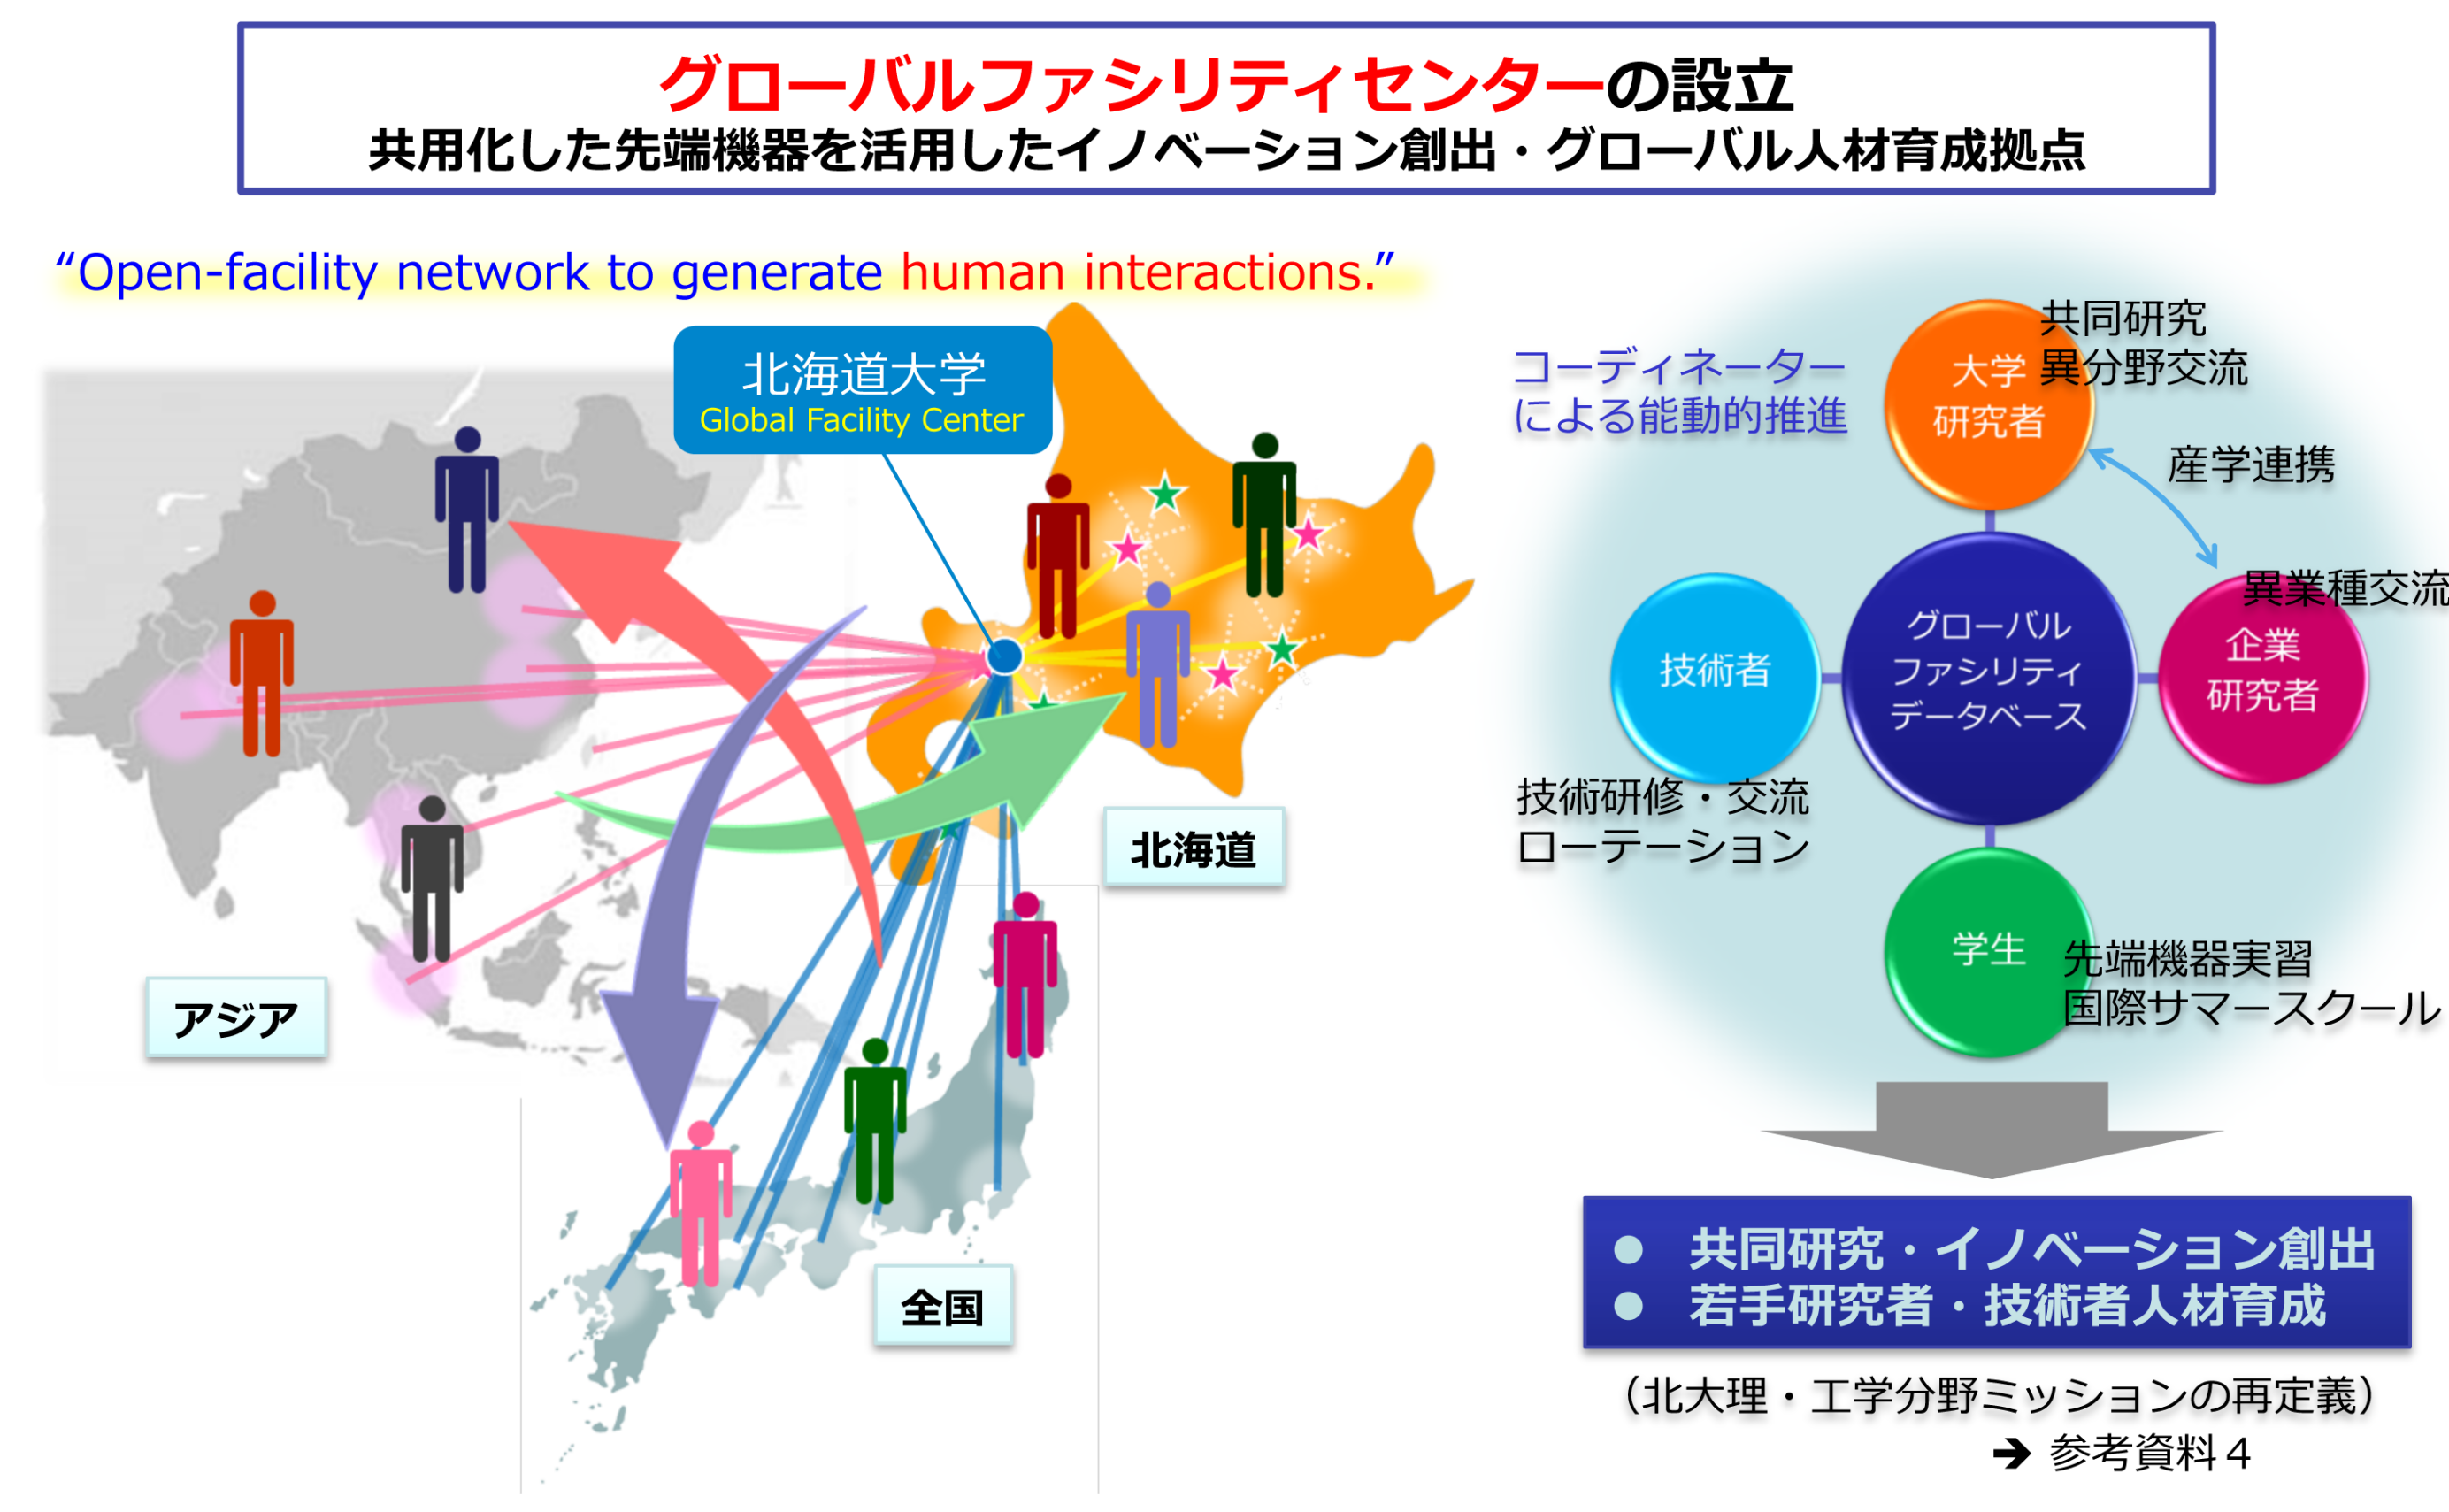 グローバルファシリティセンターの設立
共用化した先端機器を活用したイノベーション創出・グローバル人材育成拠点
“Open-facility network to generate human interactions.”
北海道大学
Global Facility Center
北海道
アジア
全国
コーディネーター
による能動的推進
大学
研究者
共同研究
異分野交流
産学連携
異業種交流
企業
研究者
グローバル
ファシリティ
データベース
技術者
技術研修・交流
ローテーション
学生
先端機器実習
国際サマースクール
● 共同研究・イノベーション創出
● 若手研究者・技術者人材育成
（北大理・工学分野ミッションの再定義）
➔ 参考資料４